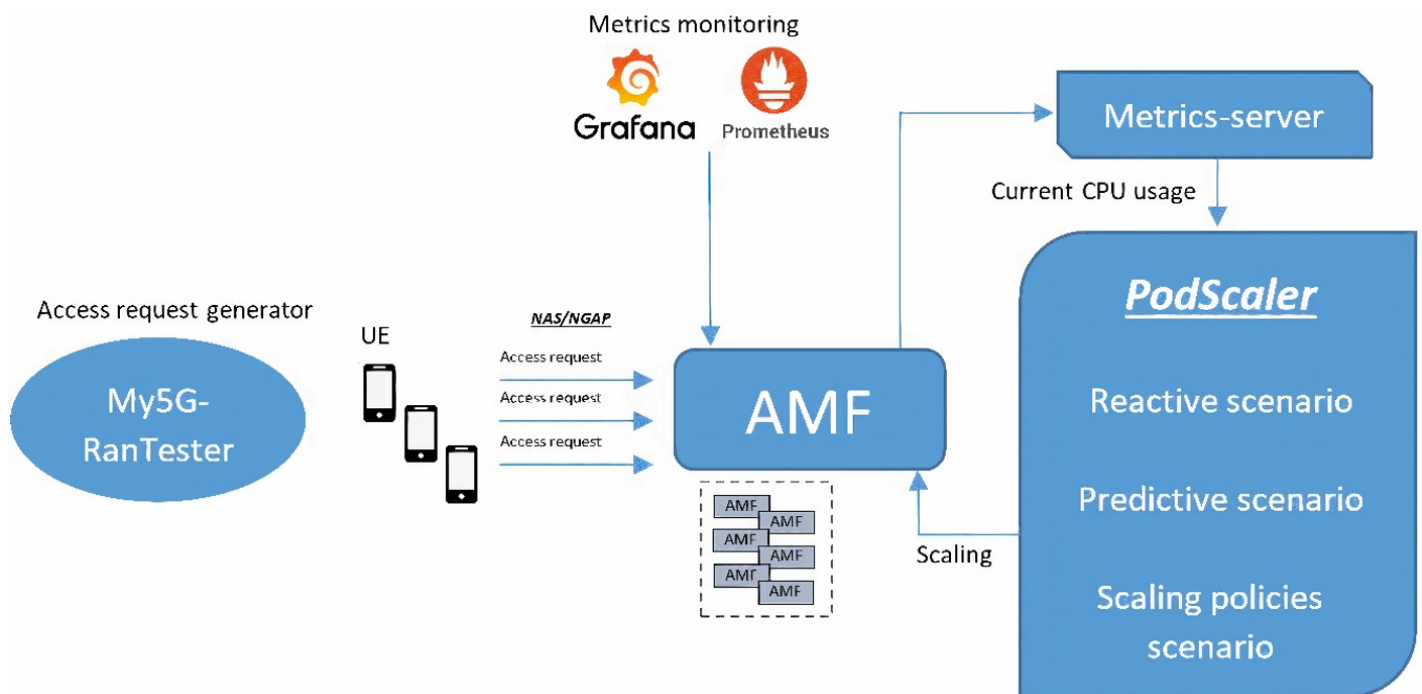 Metrics monitoring
Grafana
Prometheus
Metrics-server
Current CPU usage
Access request generator
My5G-
RanTester
UE
NAS/NGAP
Access request
Access request
Access request
AMF
AMF
AMF
AMF
AMF
AMF
AMF
Scaling
PodScaler
Reactive scenario
Predictive scenario
Scaling policies
scenario